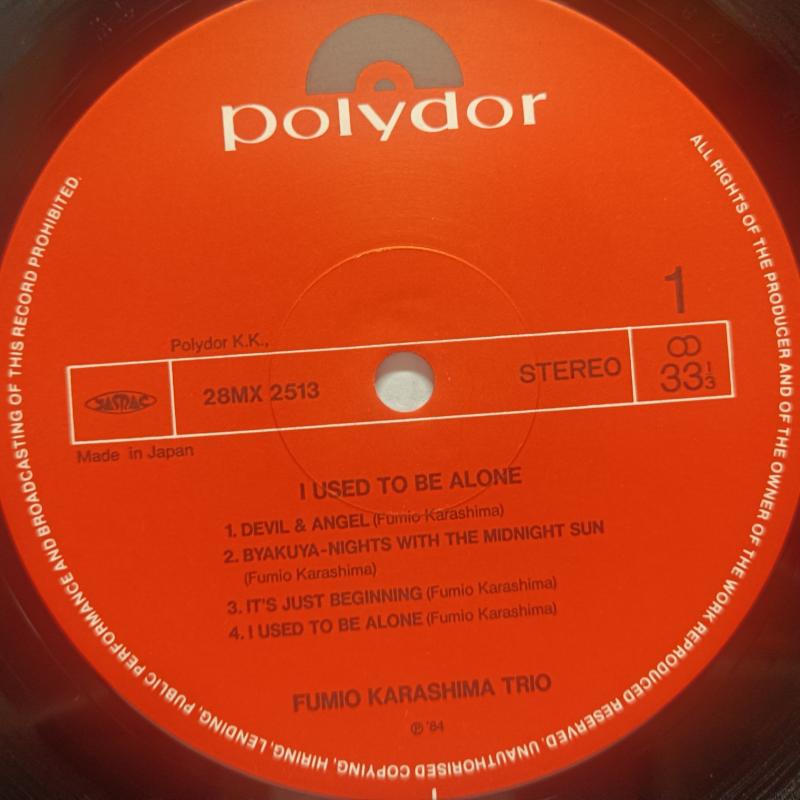 polydor
1
Polydor K.K.,
JASRAC
28MX 2513
STEREO
33 1/3
Made in Japan
I USED TO BE ALONE
1. DEVIL & ANGEL (Fumio Karashima)
2. BYAKUYA-NIGHTS WITH THE MIDNIGHT SUN
(Fumio Karashima)
3. IT'S JUST BEGINNING (Fumio Karashima)
4. I USED TO BE ALONE (Fumio Karashima)
FUMIO KARASHIMA TRIO
℗ '84
ALL RIGHTS OF THE PRODUCER AND OF THE OWNER OF THE WORK REPRODUCED RESERVED. UNAUTHORISED COPYING, HIRING, LENDING, PUBLIC PERFORMANCE AND BROADCASTING OF THIS RECORD PROHIBITED.